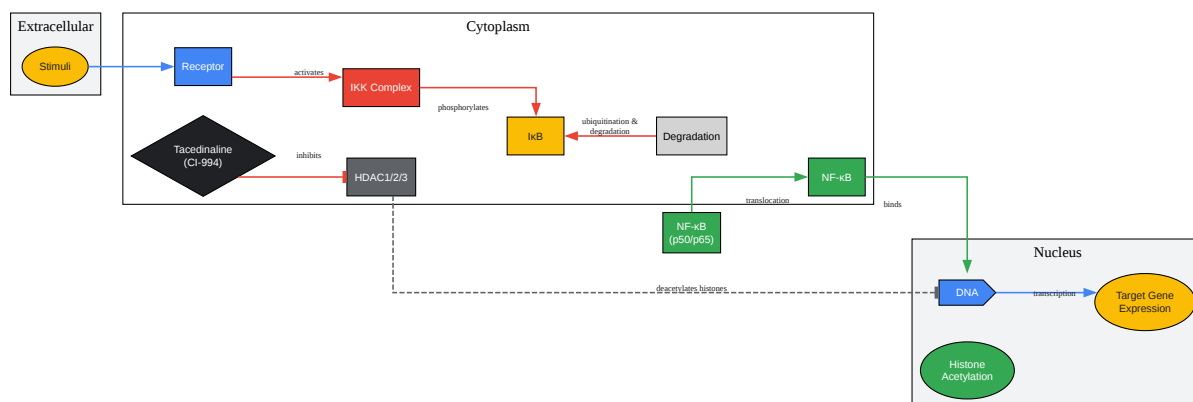 Extracellular
Cytoplasm
Stimuli
Receptor
activates
IKK Complex
phosphorylates
IκB
ubiquitination &
degradation
Degradation
Tacedinaline
(CI-994)
inhibits
HDAC1/2/3
NF-κB
translocation
binds
NF-κB
(p50/p65)
Nucleus
deacetylates histones
DNA
transcription
Target Gene
Expression
Histone
Acetylation